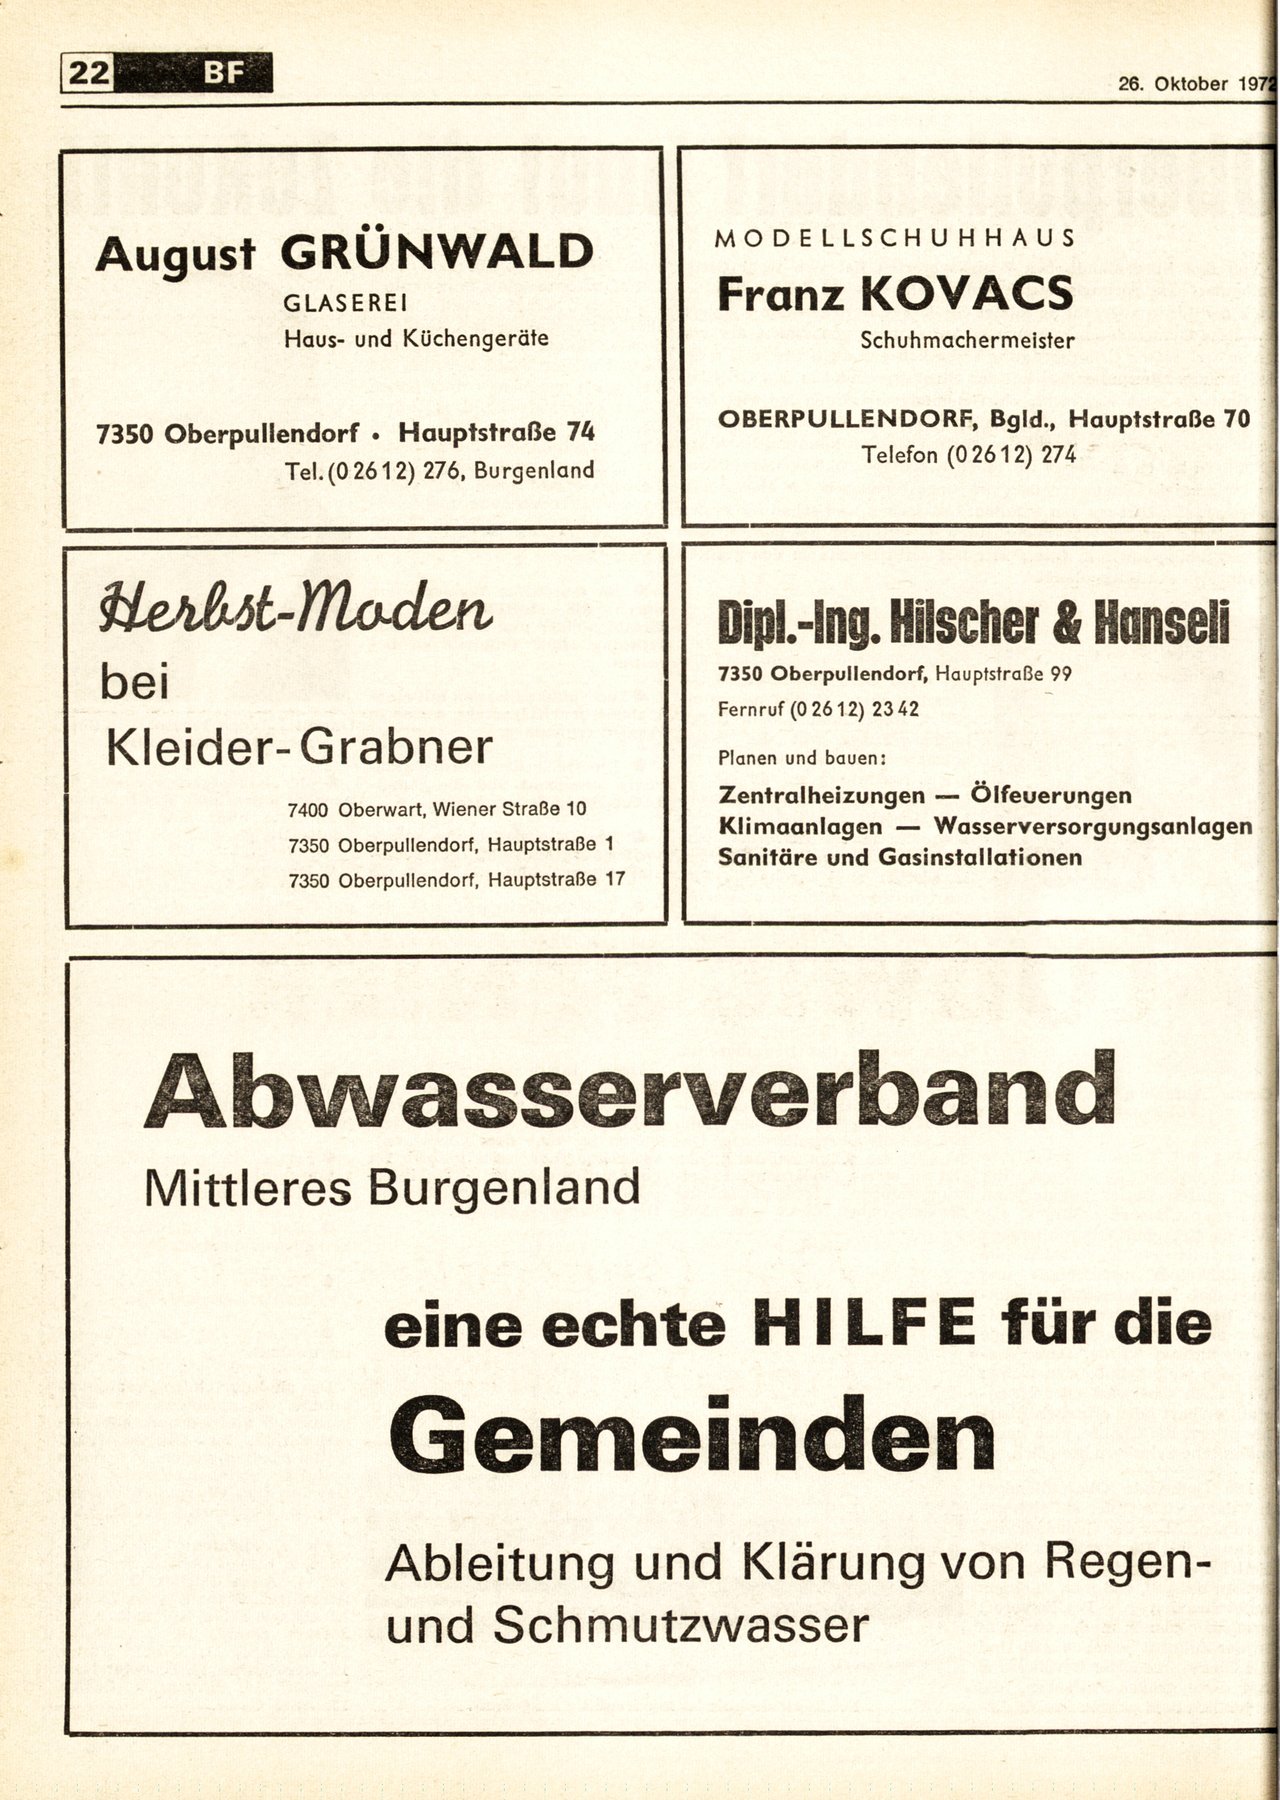 22 BF
26. Oktober 1972
August GRÜNWALD
GLASEREI
Haus- und Küchengeräte
7350 Oberpullendorf • Hauptstraße 74
Tel. (0 26 12) 276, Burgenland
MODELLSCHUHHAUS
Franz KOVACS
Schuhmachermeister
OBERPULLENDORF, Bgld., Hauptstraße 70
Telefon (0 26 12) 274
Herbst-Moden
bei
Kleider-Grabner
7400 Oberwart, Wiener Straße 10
7350 Oberpullendorf, Hauptstraße 1
7350 Oberpullendorf, Hauptstraße 17
Dipl.-Ing. Hilscher & Hanseli
7350 Oberpullendorf, Hauptstraße 99
Fernruf (0 26 12) 23 42
Planen und bauen:
Zentralheizungen — Ölfeuerungen
Klimaanlagen — Wasserversorgungsanlagen
Sanitäre und Gasinstallationen
Abwasserverband
Mittleres Burgenland
eine echte HILFE für die
Gemeinden
Ableitung und Klärung von Regen-
und Schmutzwasser